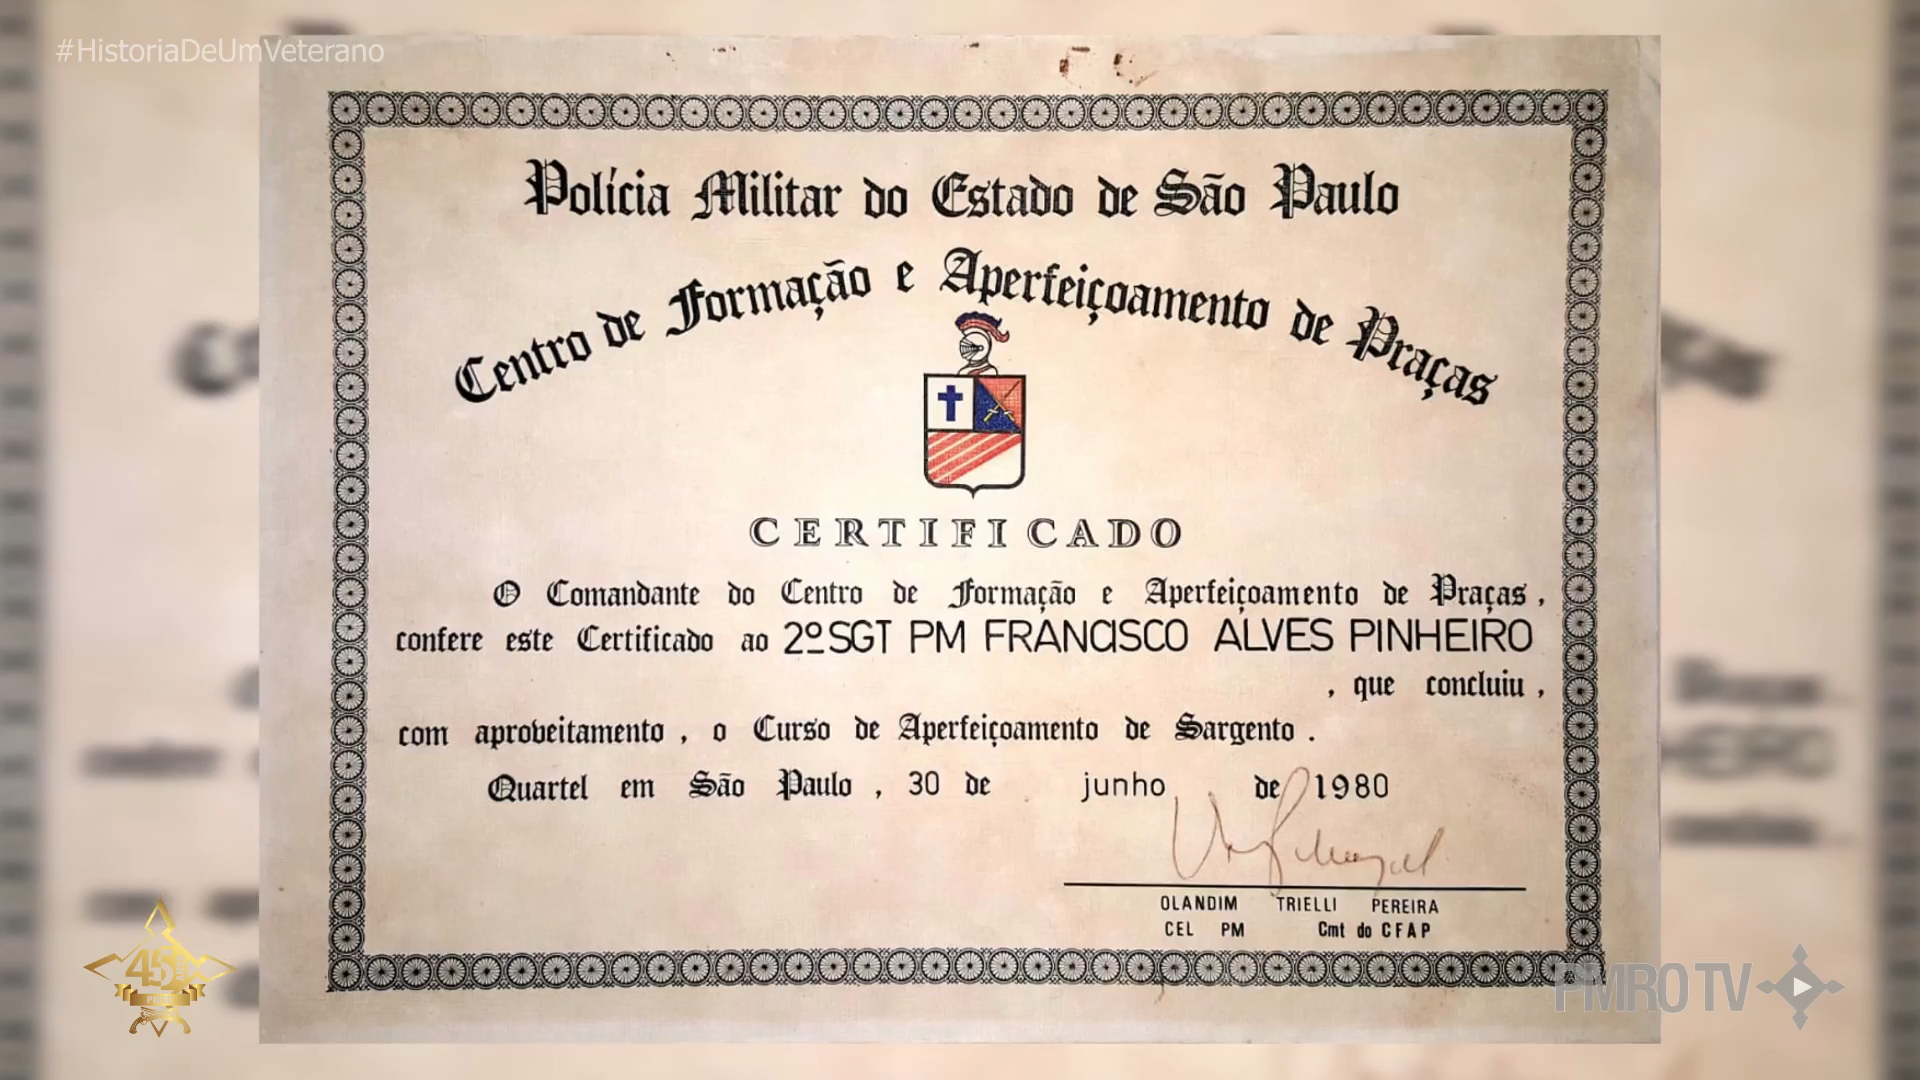 #HistoriaDeUmVeterano
Polícia Militar do Estado de São Paulo
Centro de Formação e Aperfeiçoamento de Praças
CERTIFICADO
O Comandante do Centro de Formação e Aperfeiçoamento de Praças,
confere este Certificado ao 2º SGT PM FRANCISCO ALVES PINHEIRO
, que concluiu,
com aproveitamento, o Curso de Aperfeiçoamento de Sargento.
Quartel em São Paulo, 30 de junho de 1980
OLANDIM TRIELLI PEREIRA
CEL PM Cmt do CFAP
45
PMRO TV